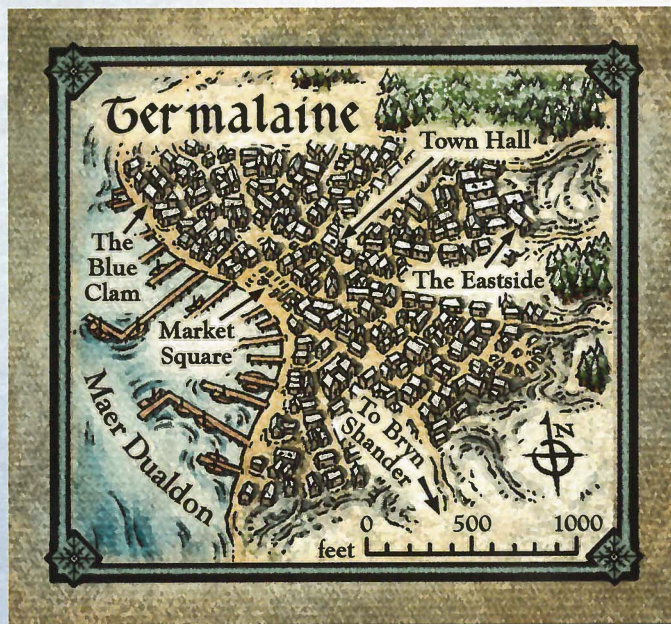 Termalaine
Town Hall
The
Blue
Clam
The Eastside
Market
Square
Maer Dualdon
To Bryn
Shander
N
0 500 1000
feet